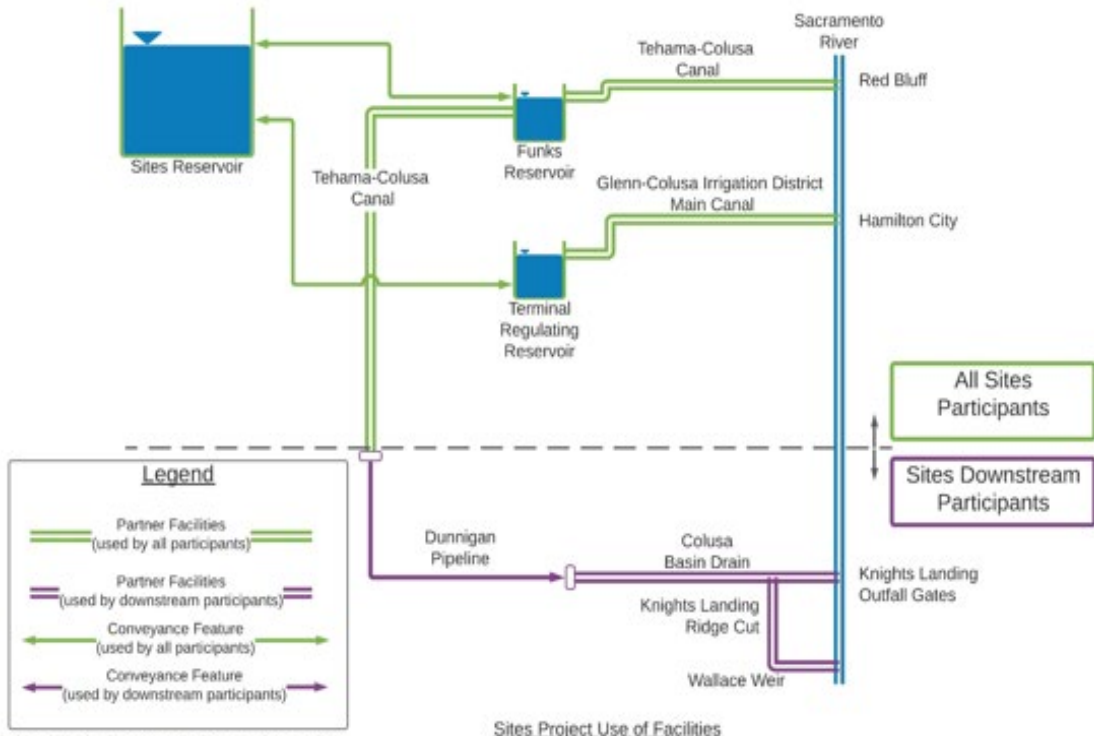 Sacramento
River
Tehama-Colusa
Canal
Red Bluff
Sites Reservoir
Funks
Reservoir
Tehama-Colusa
Canal
Glenn-Colusa Irrigation District
Main Canal
Hamilton City
Terminal
Regulating
Reservoir
All Sites
Participants
Sites Downstream
Participants
Legend
Partner Facilities
(used by all participants)
Partner Facilities
(used by downstream participants)
Conveyance Feature
(used by all participants)
Conveyance Feature
(used by downstream participants)
Dunnigan
Pipeline
Colusa
Basin Drain
Knights Landing
Outfall Gates
Knights Landing
Ridge Cut
Wallace Weir
Sites Project Use of Facilities